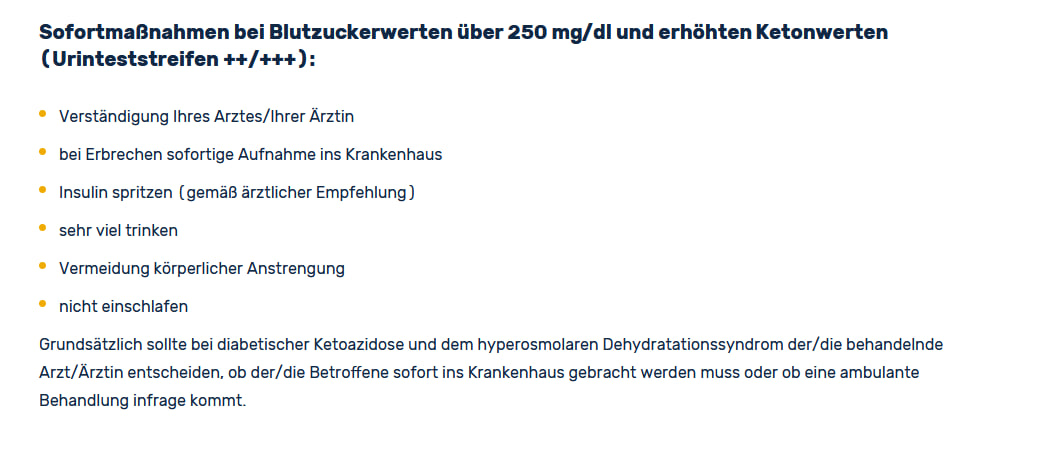 Sofortmaßnahmen bei Blutzuckerwerten über 250 mg/dl und erhöhten Ketonwerten
(Urinteststreifen ++/+++):
Verständigung Ihres Arztes/Ihrer Ärztin
bei Erbrechen sofortige Aufnahme ins Krankenhaus
Insulin spritzen (gemäß ärztlicher Empfehlung)
sehr viel trinken
Vermeidung körperlicher Anstrengung
nicht einschlafen
Grundsätzlich sollte bei diabetischer Ketoazidose und dem hyperosmolaren Dehydratationssyndrom der/die behandelnde
Arzt/Ärztin entscheiden, ob der/die Betroffene sofort ins Krankenhaus gebracht werden muss oder ob eine ambulante
Behandlung infrage kommt.